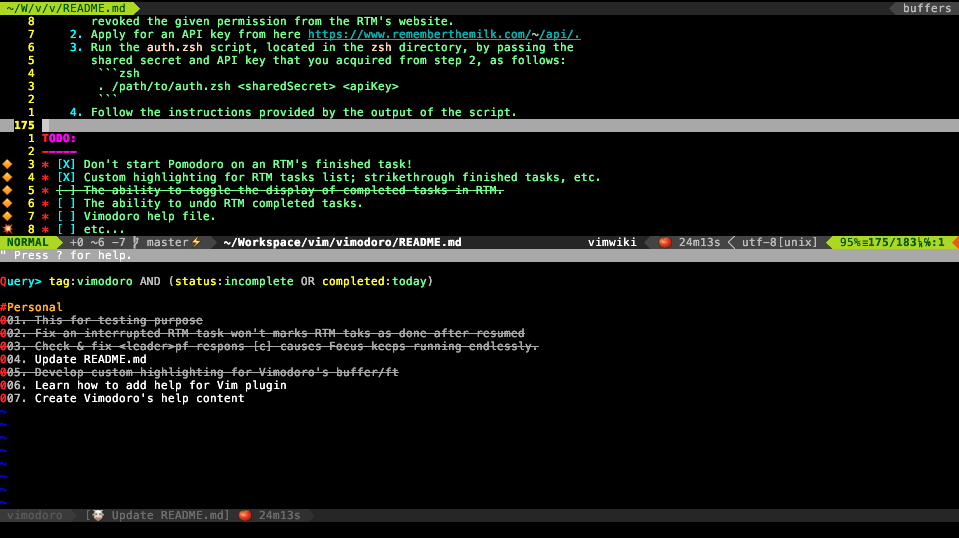 ~/W/v/v/README.md buffers
8 revoked the given permission from the RTM's website.
7 2. Apply for an API key from here https://www.rememberthemilk.com/~/api/.
6 3. Run the auth.zsh script, located in the zsh directory, by passing the
5 shared secret and API key that you acquired from step 2, as follows:
4 ```zsh
3 . /path/to/auth.zsh <sharedSecret> <apiKey>
2 ```
1 4. Follow the instructions provided by the output of the script.
175
1 TODO:
2 -----
3 * [X] Don't start Pomodoro on an RTM's finished task!
4 * [X] Custom highlighting for RTM tasks list; strikethrough finished tasks, etc.
5 * [ ] The ability to toggle the display of completed tasks in RTM.
6 * [ ] The ability to undo RTM completed tasks.
7 * [ ] Vimodoro help file.
8 * [ ] etc...
NORMAL +0 ~6 -7 master⚡ ~/Workspace/vim/vimodoro/README.md vimwiki 🍅 24m13s utf-8[unix] 95%≡175/183㏑:1
" Press ? for help.
Query> tag:vimodoro AND (status:incomplete OR completed:today)
#Personal
001. This for testing purpose
002. Fix an interrupted RTM task won't marks RTM taks as done after resumed
003. Check & fix <leader>pf respons [c] causes Focus keeps running endlessly.
004. Update README.md
005. Develop custom highlighting for Vimodoro's buffer/ft
006. Learn how to add help for Vim plugin
007. Create Vimodoro's help content
~
~
~
~
~
~
~
~
vimodoro [🐮 Update README.md] 🍅 24m13s